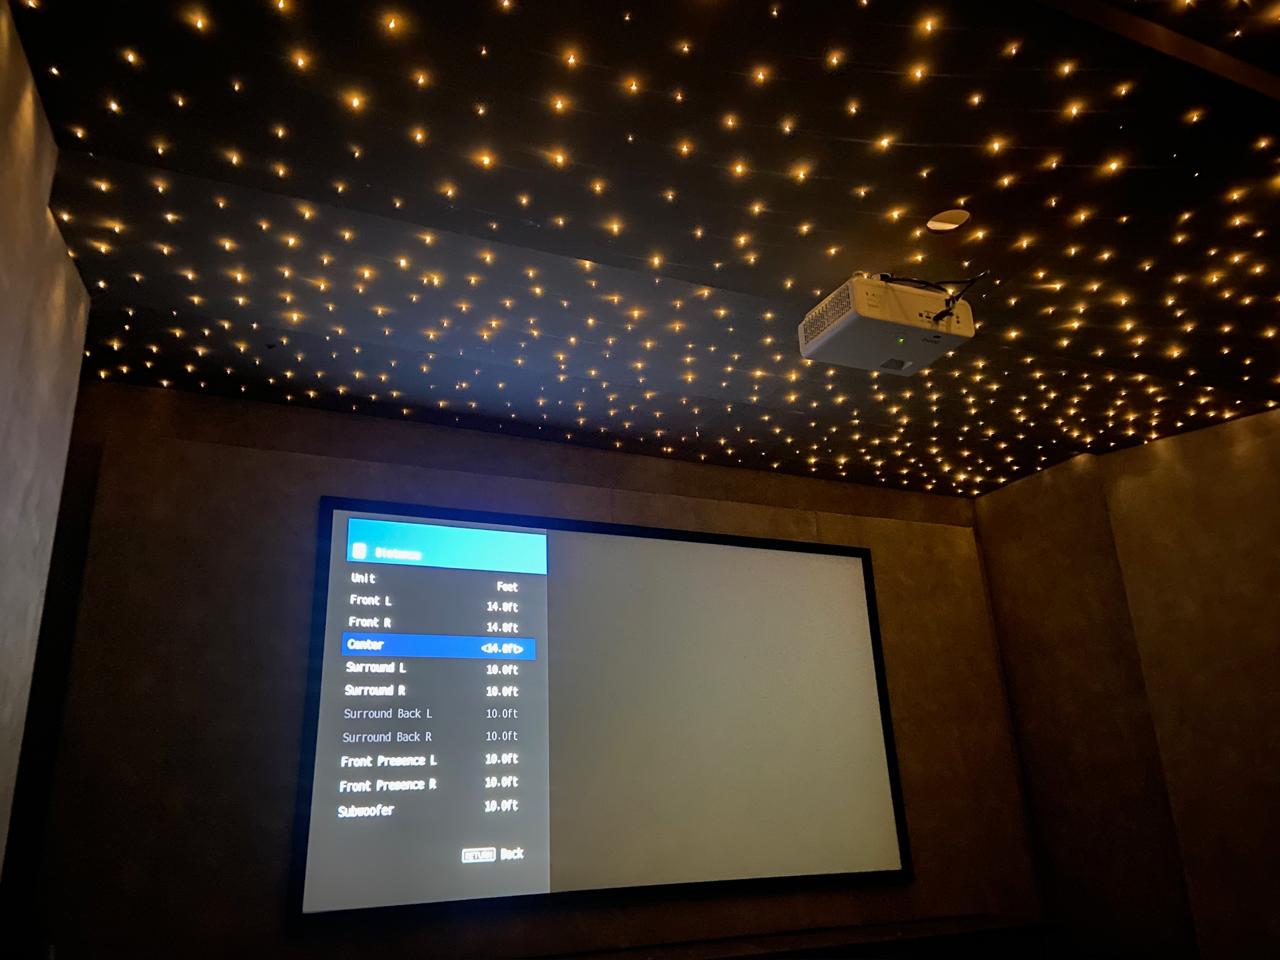 Distance
Unit Feet
Front L 14.0ft
Front R 14.0ft
Center <14.0ft>
Surround L 10.0ft
Surround R 10.0ft
Surround Back L 10.0ft
Surround Back R 10.0ft
Front Presence L 10.0ft
Front Presence R 10.0ft
Subwoofer 10.0ft
RETURN Back